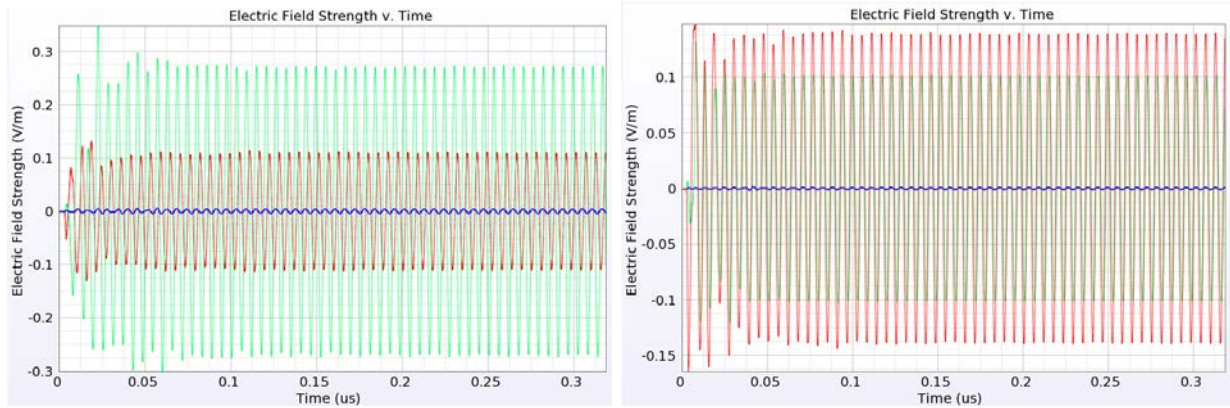 Electric Field Strength v. Time
Electric Field Strength (V/m)
0.3
0.2
0.1
0
-0.1
-0.2
-0.3
0 0.05 0.1 0.15 0.2 0.25 0.3
Time (us)
Electric Field Strength v. Time
Electric Field Strength (V/m)
0.1
0.05
0
-0.05
-0.1
-0.15
0 0.05 0.1 0.15 0.2 0.25 0.3
Time (us)